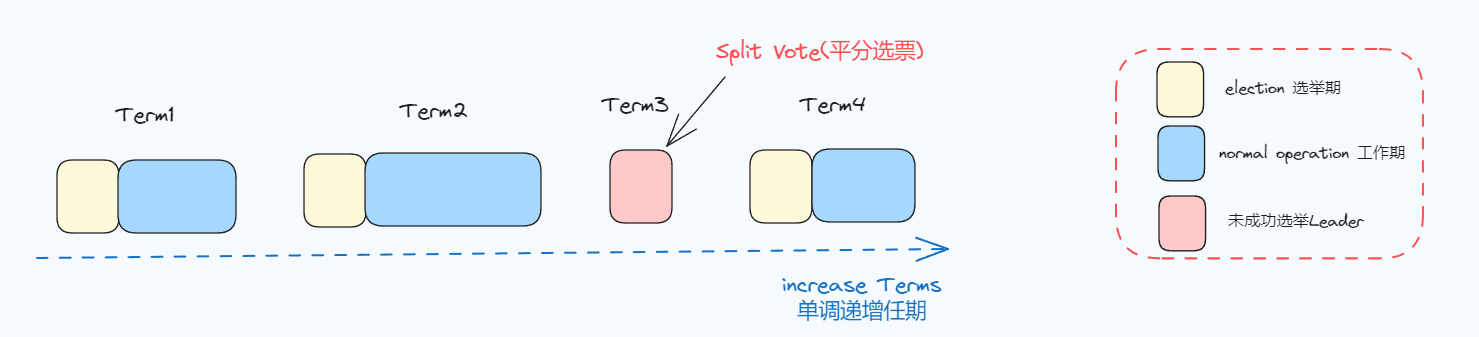 Split Vote(平分选票)
Term1
Term2
Term3
Term4
increase Terms
单调递增任期
election 选举期
normal operation 工作期
未成功选举Leader